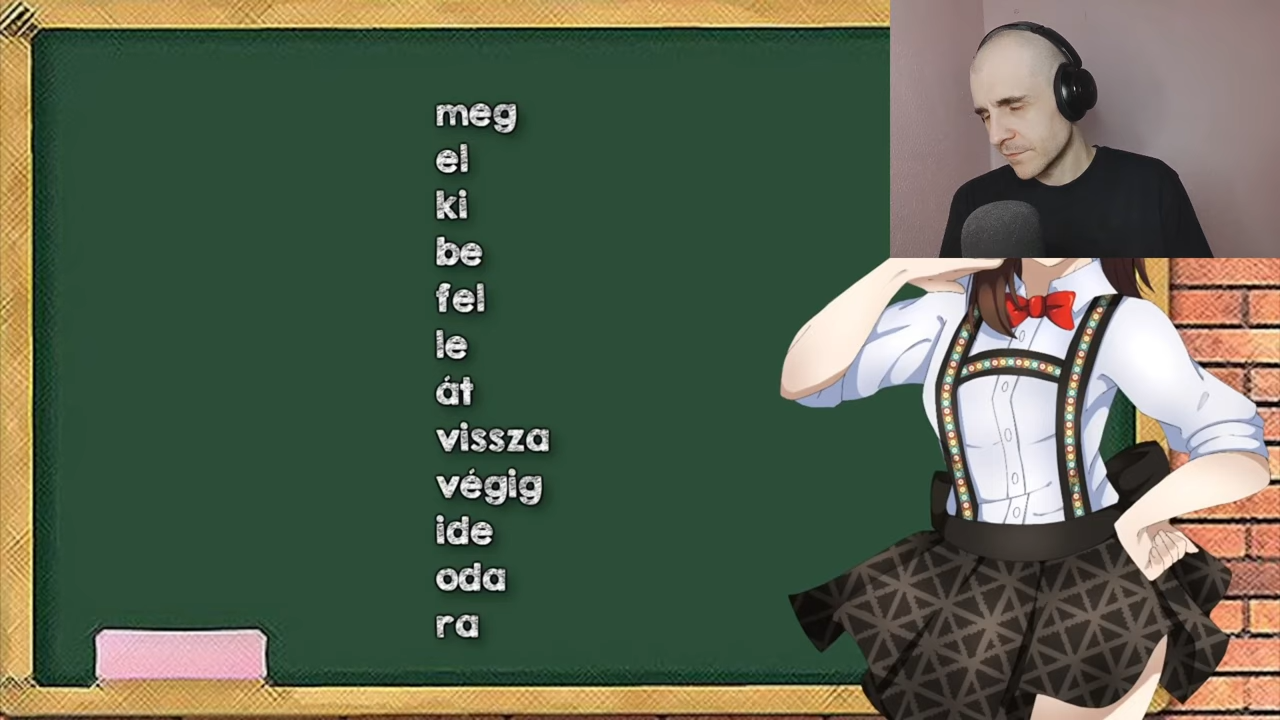 meg
el
ki
be
fel
le
át
vissza
végig
ide
oda
ra